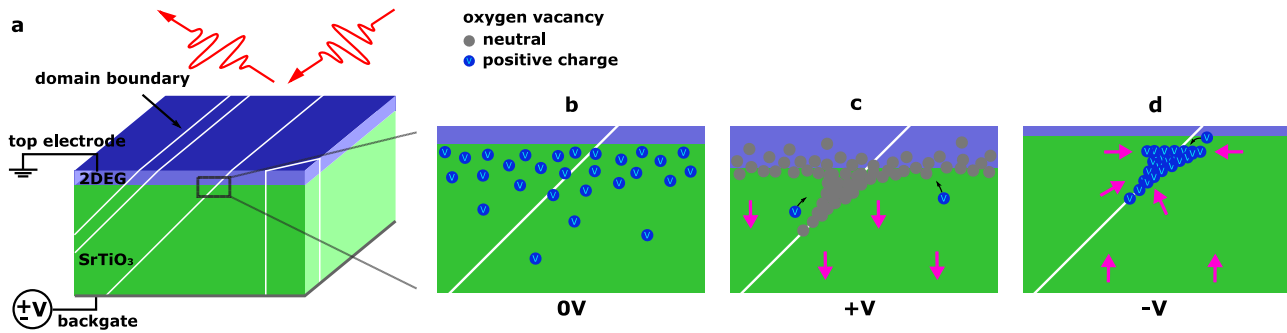 a
domain boundary
top electrode
2DEG
SrTiO₃
+
-
V
backgate
oxygen vacancy
neutral
V positive charge
b
V V V V V V V V V V V V V V V V V V V V V V V V
0V
c
V V
+V
d
V
-V